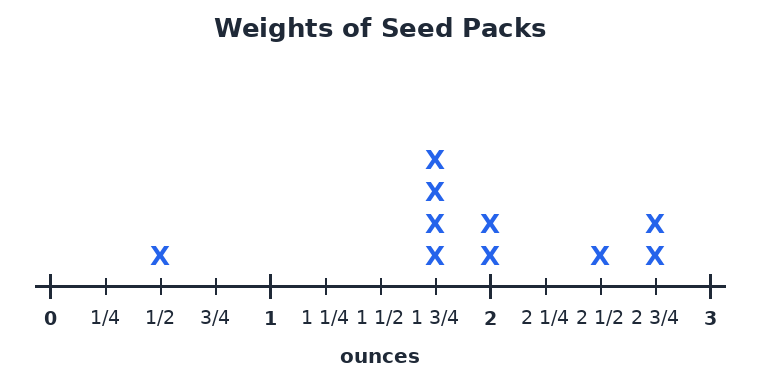 Weights of Seed Packs
X
X
X X X
X X X X X
0 1/4 1/2 3/4 1 1 1/4 1 1/2 1 3/4 2 2 1/4 2 1/2 2 3/4 3
ounces